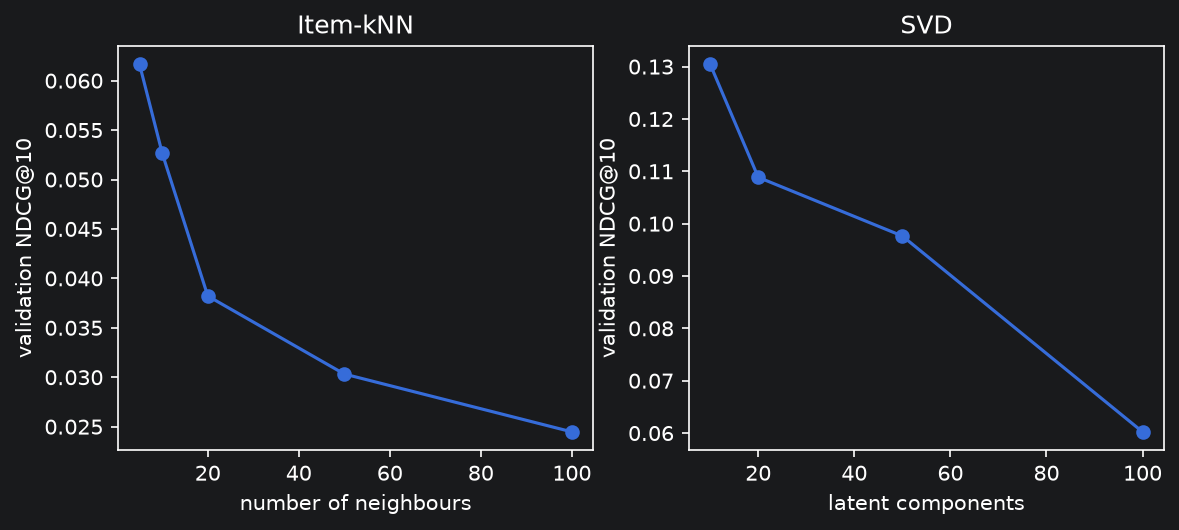 Item-kNN
validation NDCG@10
0.060
0.055
0.050
0.045
0.040
0.035
0.030
0.025
20 40 60 80 100
number of neighbours
SVD
validation NDCG@10
0.13
0.12
0.11
0.10
0.09
0.08
0.07
0.06
20 40 60 80 100
latent components